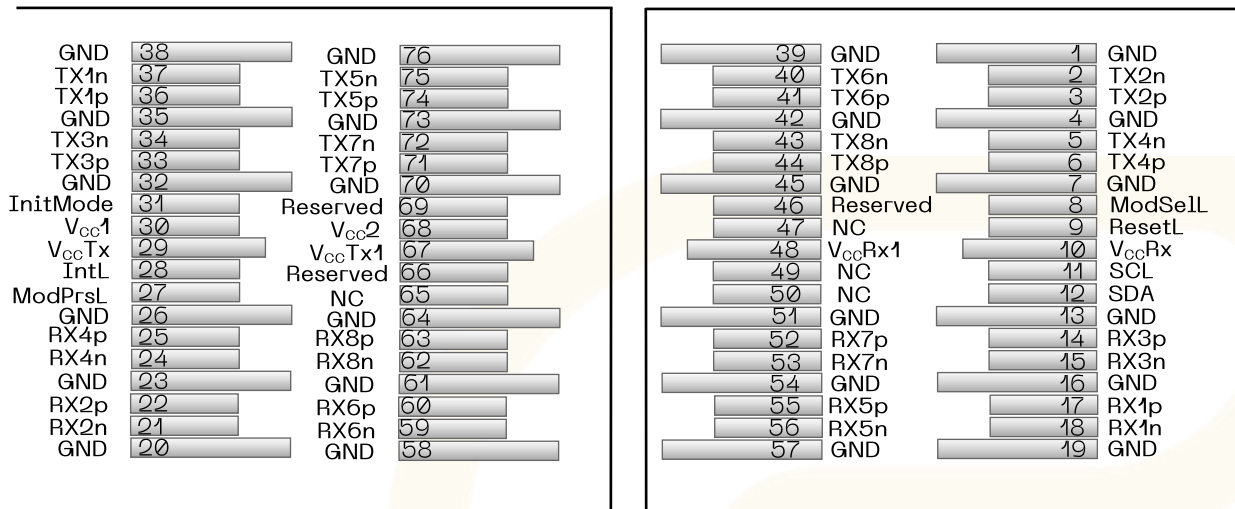 GND 38 GND 76 39 GND 1 GND
TX1n 37 TX5n 75 40 TX6n 2 TX2n
TX1p 36 TX5p 74 41 TX6p 3 TX2p
GND 35 GND 73 42 GND 4 GND
TX3n 34 TX7n 72 43 TX8n 5 TX4n
TX3p 33 TX7p 71 44 TX8p 6 TX4p
GND 32 GND 70 45 GND 7 GND
InitMode 31 Reserved 69 46 Reserved 8 ModSelL
VCC1 30 VCC2 68 47 NC 9 ResetL
VCCTx 29 VCCTx1 67 48 VCCRx1 10 VCCRx
IntL 28 Reserved 66 49 NC 11 SCL
ModPrsL 27 NC 65 50 NC 12 SDA
GND 26 GND 64 51 GND 13 GND
RX4p 25 RX8p 63 52 RX7p 14 RX3p
RX4n 24 RX8n 62 53 RX7n 15 RX3n
GND 23 GND 61 54 GND 16 GND
RX2p 22 RX6p 60 55 RX5p 17 RX1p
RX2n 21 RX6n 59 56 RX5n 18 RX1n
GND 20 GND 58 57 GND 19 GND